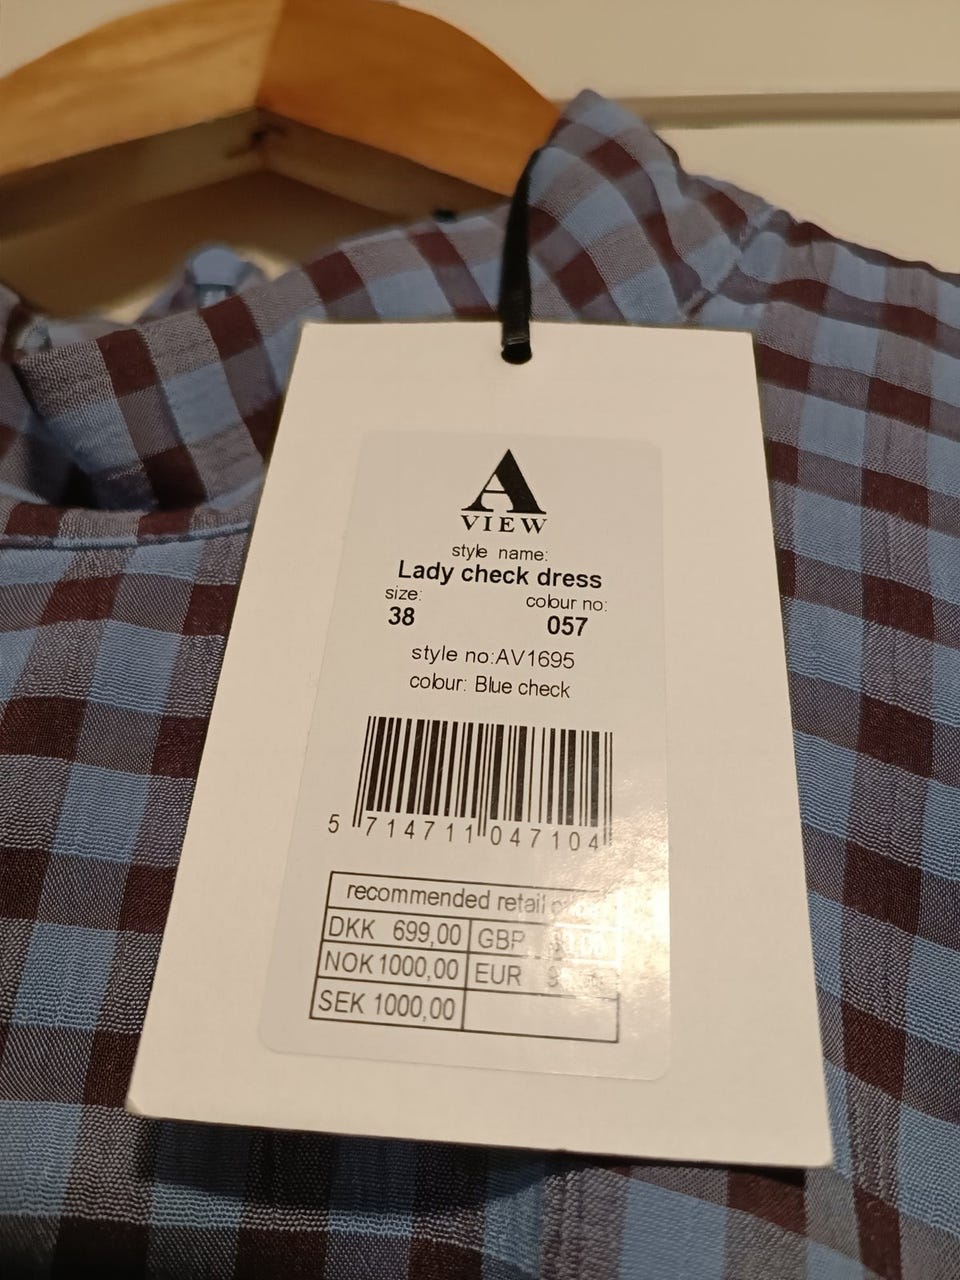 A
VIEW
style name:
Lady check dress
size: colour no:
38 057
style no:AV1695
colour: Blue check
5 714711 047104
recommended retail
DKK 699,00 GBP
NOK 1000,00 EUR
SEK 1000,00